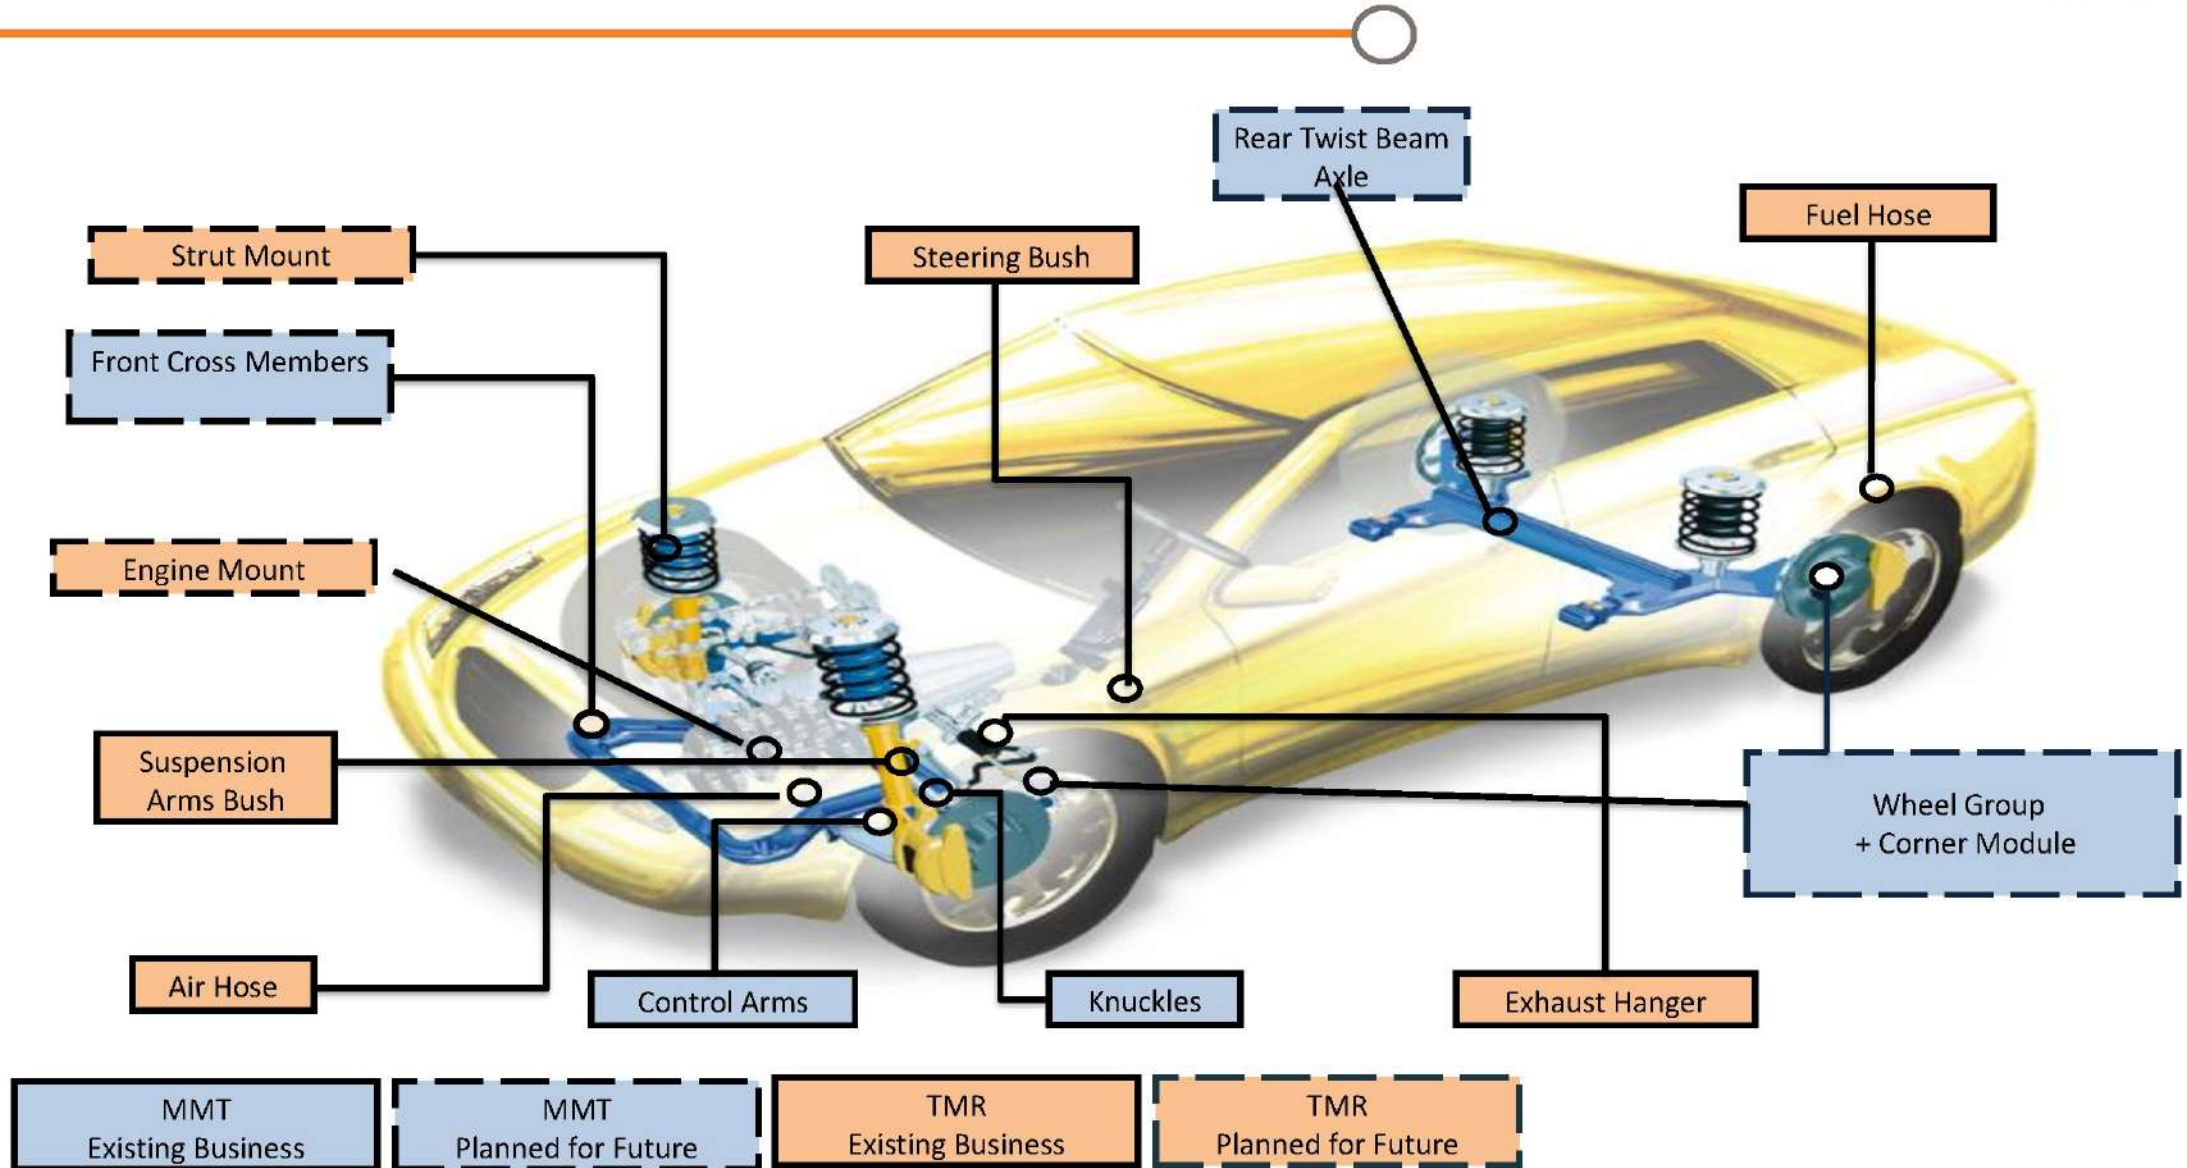 Rear Twist Beam
Axle
Fuel Hose
Strut Mount
Steering Bush
Front Cross Members
Engine Mount
Suspension
Arms Bush
Wheel Group
+ Corner Module
Air Hose
Control Arms
Knuckles
Exhaust Hanger
MMT
Existing Business
MMT
Planned for Future
TMR
Existing Business
TMR
Planned for Future